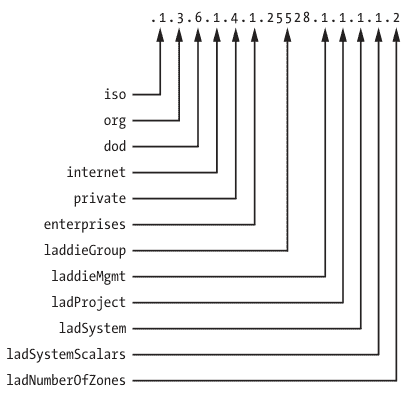 .1.3.6.1.4.1.25528.1.1.1.1.2
iso
org
dod
internet
private
enterprises
laddieGroup
laddieMgmt
ladProject
ladSystem
ladSystemScalars
ladNumberOfZones